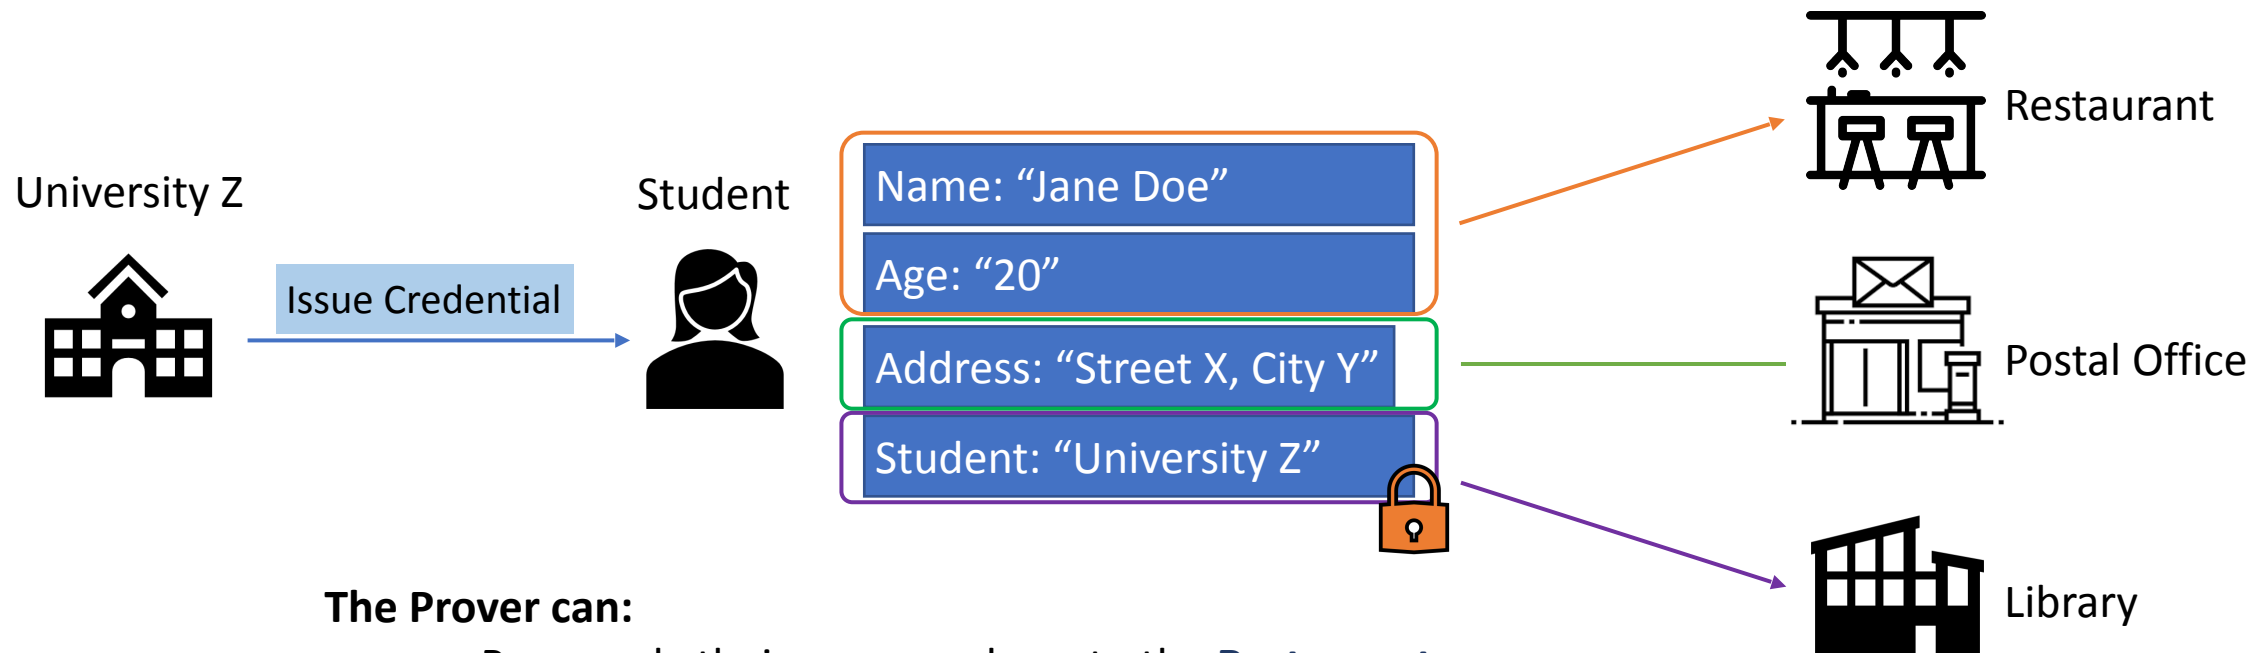 University Z
Issue Credential
Student
Name: “Jane Doe”
Age: “20”
Address: “Street X, City Y”
Student: “University Z”
Restaurant
Postal Office
Library
The Prover can: